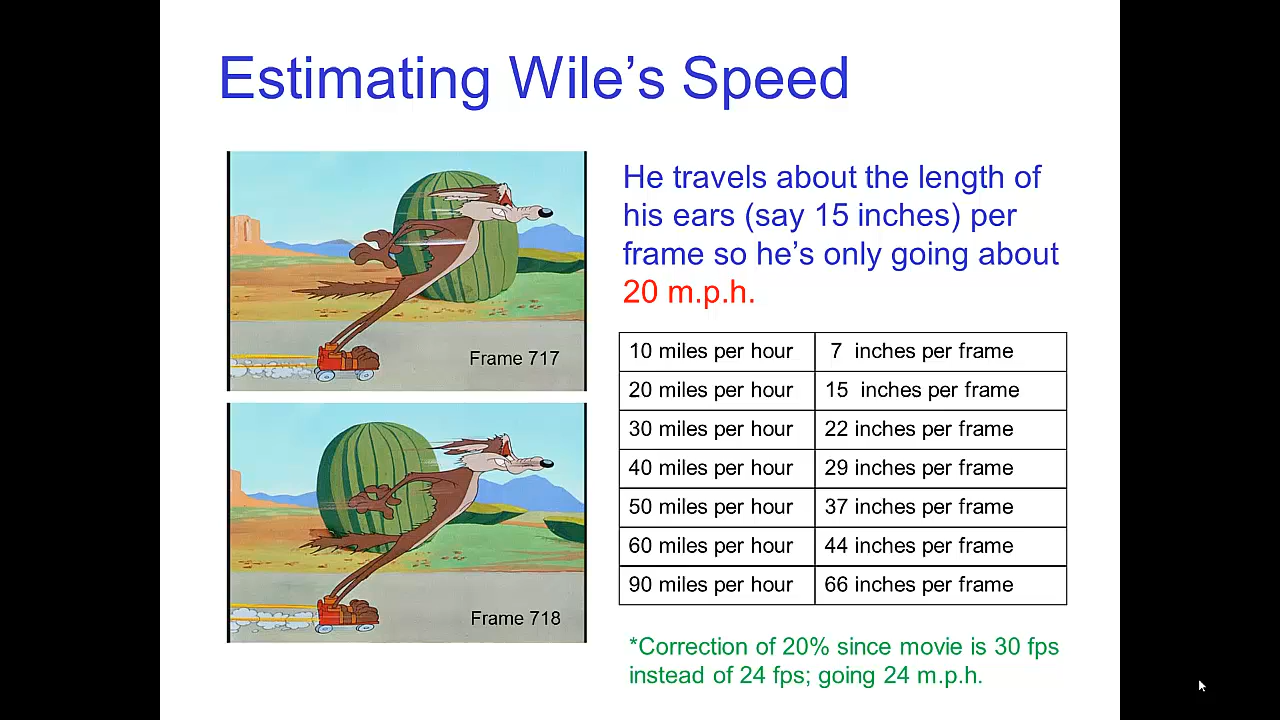 Estimating Wile’s Speed
He travels about the length of
his ears (say 15 inches) per
frame so he’s only going about
20 m.p.h.
Frame 717
10 miles per hour 7 inches per frame
20 miles per hour 15 inches per frame
30 miles per hour 22 inches per frame
40 miles per hour 29 inches per frame
50 miles per hour 37 inches per frame
60 miles per hour 44 inches per frame
90 miles per hour 66 inches per frame
Frame 718
*Correction of 20% since movie is 30 fps
instead of 24 fps; going 24 m.p.h.